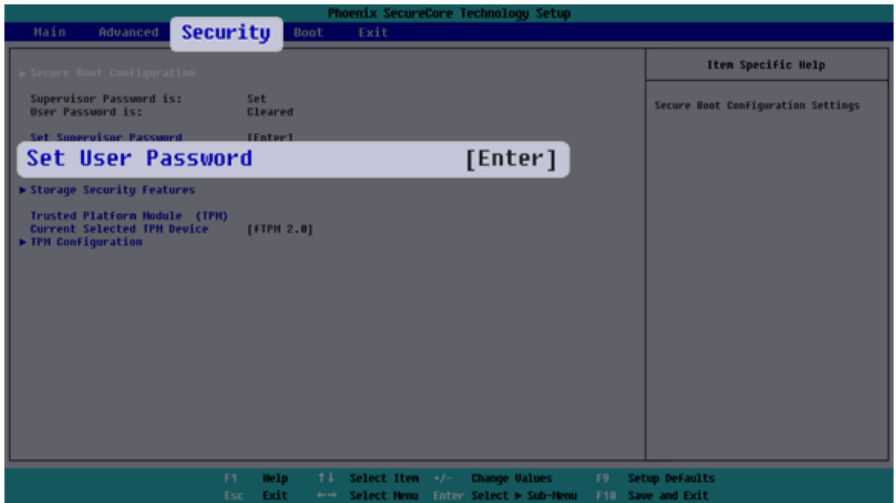 Phoenix SecureCore Technology Setup
Main Advanced Security Boot Exit
▶ Secure Boot Configuration
Item Specific Help
Supervisor Password is: Set
User Password is: Cleared
Secure Boot Configuration Settings
Set Supervisor Password [Enter]
Set User Password [Enter]
▶ Storage Security Features
Trusted Platform Module (TPM)
Current Selected TPM Device [fTPM 2.0]
▶ TPM Configuration
F1 Help ↑↓ Select Item +/- Change Values F9 Setup Defaults
Esc Exit ←→ Select Menu Enter Select ▶ Sub-Menu F10 Save and Exit